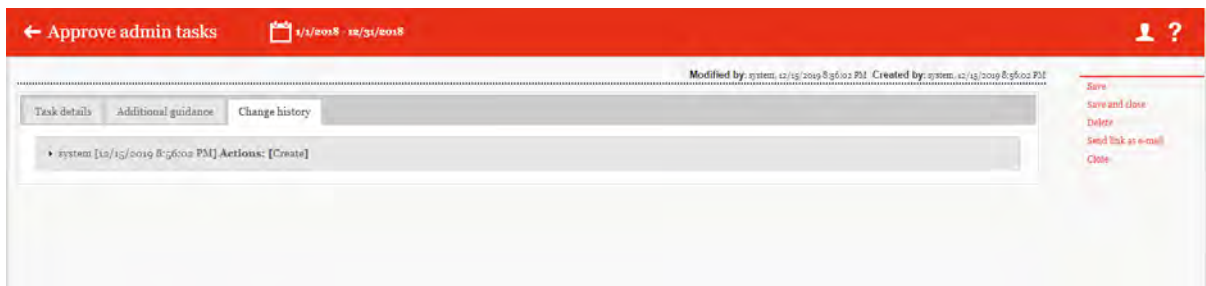 ← Approve admin tasks 1/1/2018 - 12/31/2018 ?
Modified by: system, 12/15/2019 8:56:02 PM Created by: system, 12/15/2019 8:56:02 PM
Save
Save and close
Delete
Send link as e-mail
Close
Task details Additional guidance Change history
system [12/15/2019 8:56:02 PM] Actions: [Create]